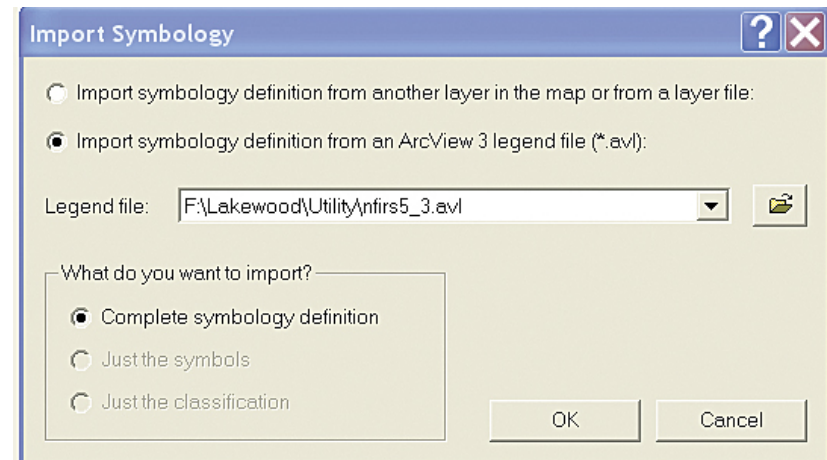 Import Symbology
Import symbology definition from another layer in the map or from a layer file:
Import symbology definition from an ArcView 3 legend file (*.avl):
Legend file: F:\Lakewood\Utility\nfirs5_3.avl
What do you want to import?
Complete symbology definition
Just the symbols
Just the classification
OK Cancel